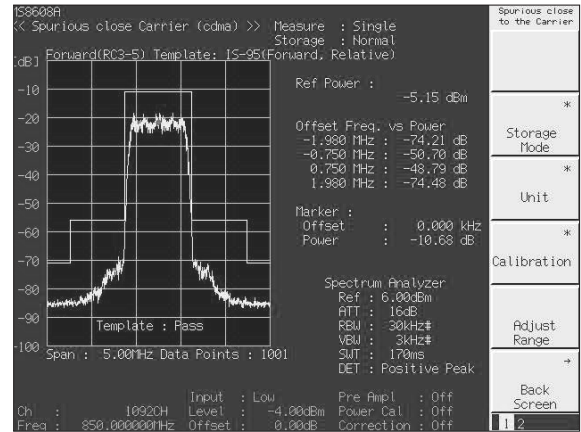 MS8608A
<< Spurious close Carrier (cdma) >> Measure : Single
Storage : Normal
Forward(RC3-5) Template: IS-95(Forward, Relative)
[dB]
-10
-20
-30
-40
-50
-60
-70
-80
-90
-100
Template : Pass
Span : 5.00MHz Data Points : 1001
Ref Power :
-5.15 dBm
Offset Freq. vs Power
-1.980 MHz : -74.21 dB
-0.750 MHz : -50.70 dB
0.750 MHz : -48.79 dB
1.980 MHz : -74.48 dB
Marker :
Offset : 0.000 kHz
Power : -10.68 dB
Spectrum Analyzer
Ref : 6.00dBm
ATT : 16dB
RBW : 30kHz#
VBW : 3kHz#
SWT : 170ms
DET : Positive Peak
Input : Low Pre Ampl : Off
Ch : 1092CH Level : -4.00dBm Power Cal : Off
Freq : 850.000000MHz Offset : 0.00dB Correction : Off
Spurious close
to the Carrier
*
Storage
Mode
*
Unit
*
Calibration
Adjust
Range
→
Back
Screen
1 2